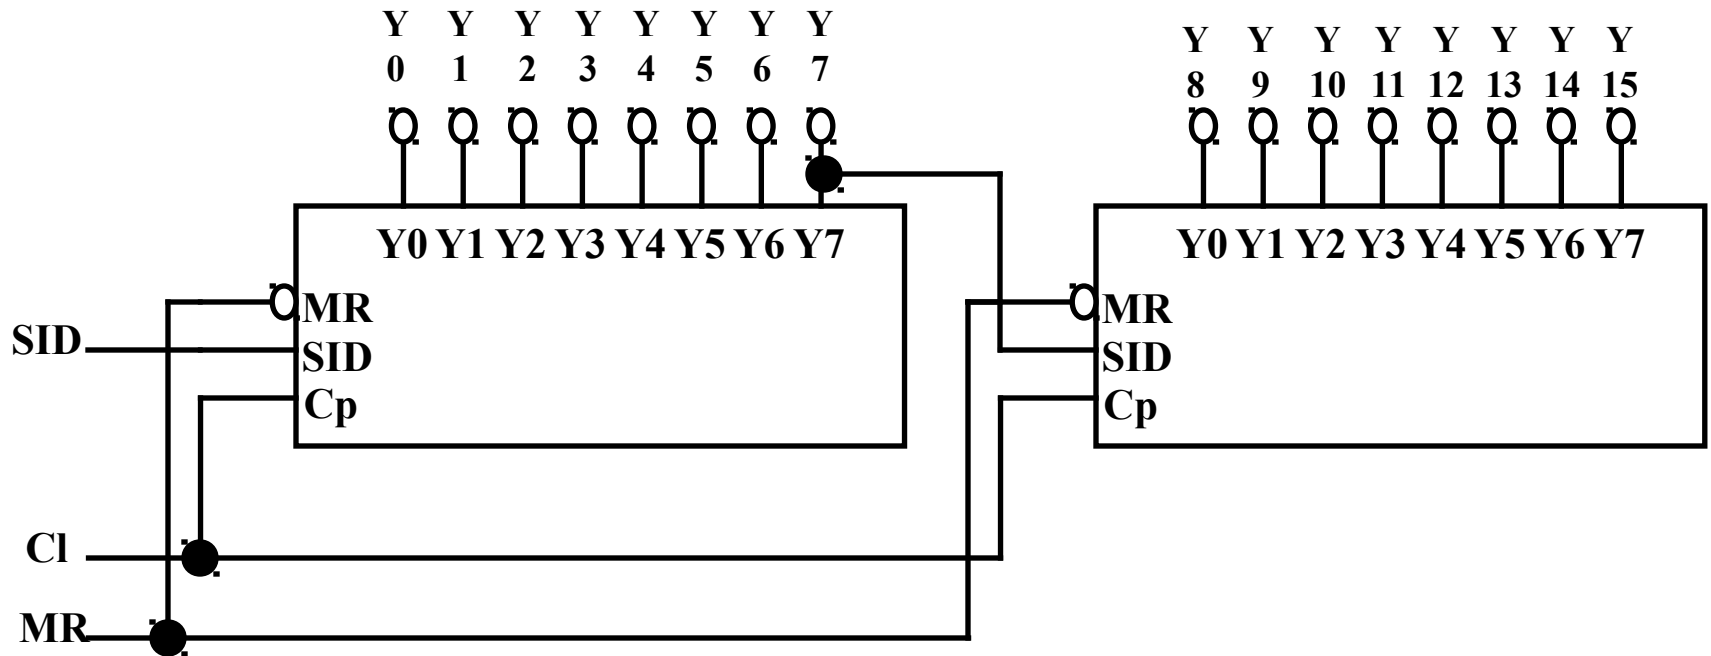 Y Y Y Y Y Y Y Y
0 1 2 3 4 5 6 7
Y Y Y Y Y Y Y Y
8 9 10 11 12 13 14 15
Y0 Y1 Y2 Y3 Y4 Y5 Y6 Y7
Y0 Y1 Y2 Y3 Y4 Y5 Y6 Y7
MR
SID
SID
Cp
MR
SID
Cp
Cl
MR